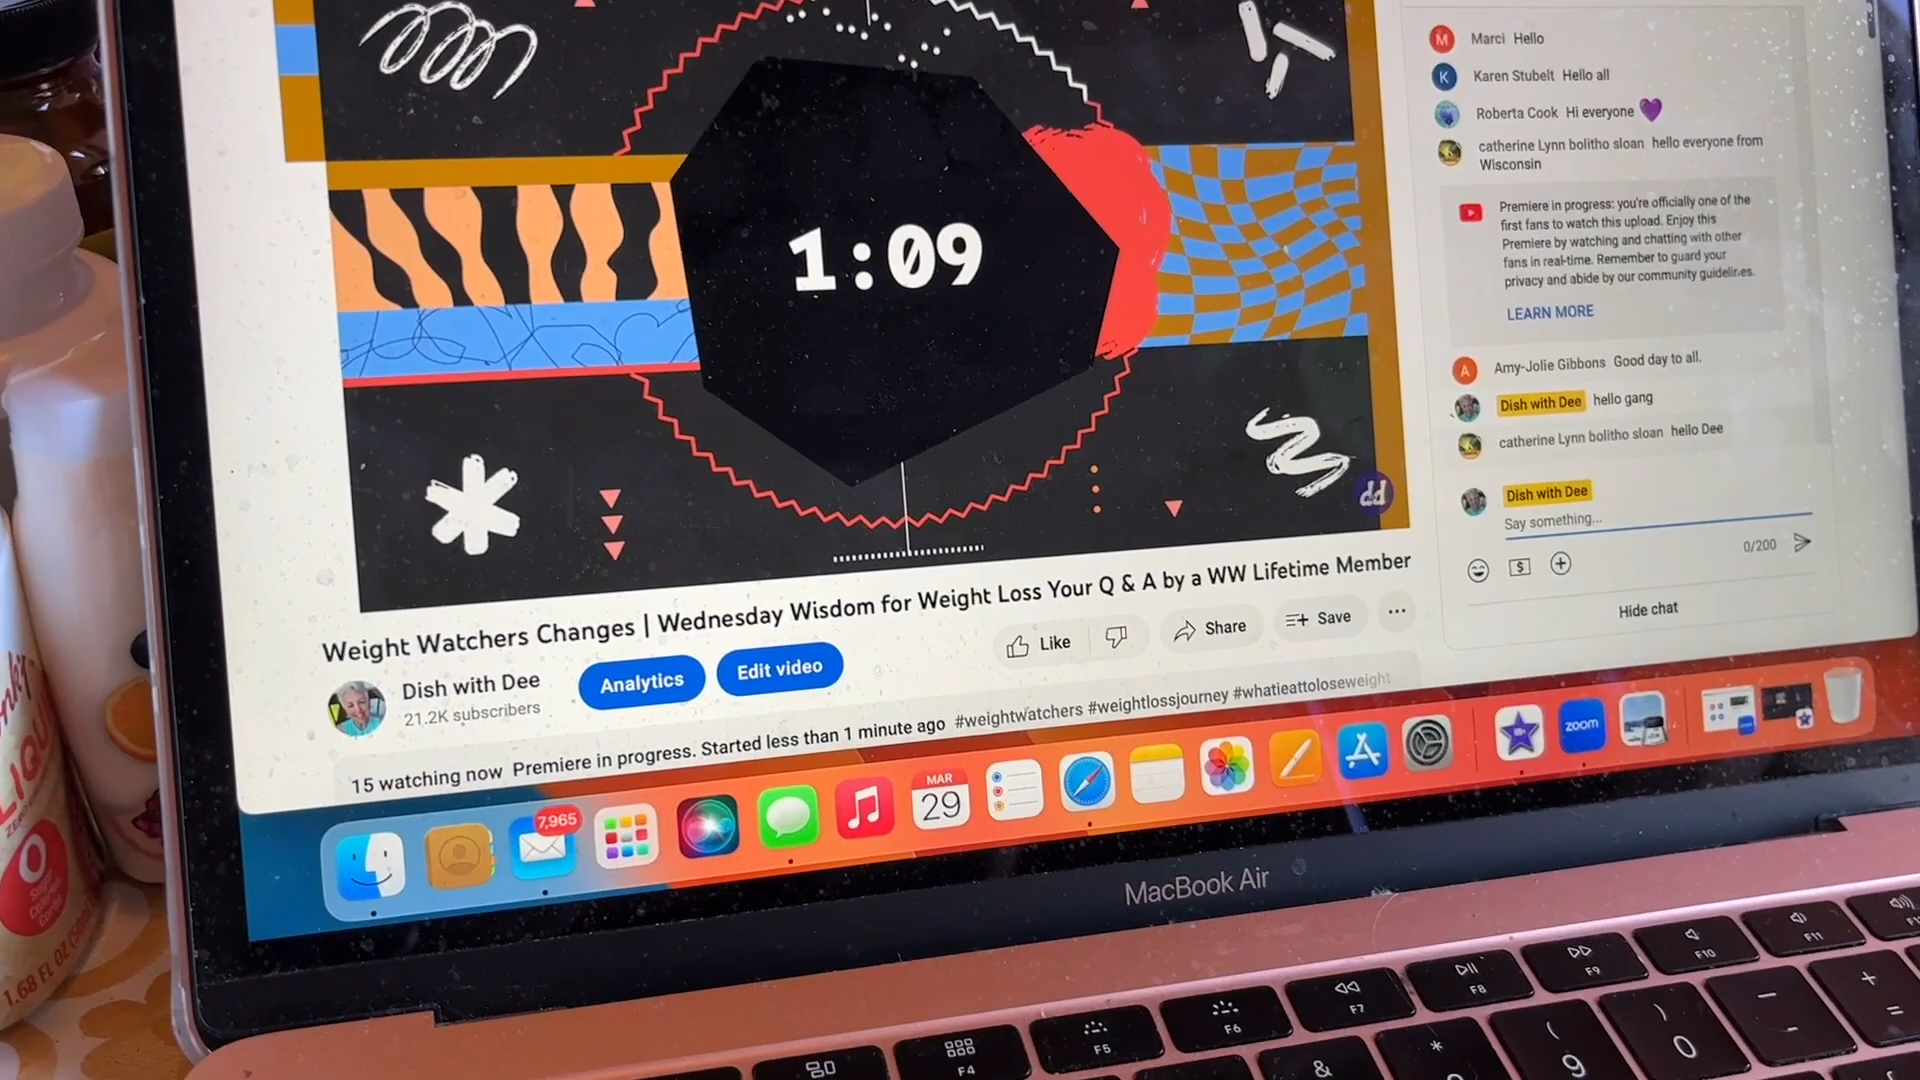 Marci Hello
Karen Stubelt Hello all
Roberta Cook Hi everyone 💜
catherine Lynn bolitho sloan hello everyone from
Wisconsin
Premiere in progress: you're officially one of the
first fans to watch this upload. Enjoy this
Premiere by watching and chatting with other
fans in real-time. Remember to guard your
privacy and abide by our community guidelines.
LEARN MORE
Amy-Jolie Gibbons Good day to all.
Dish with Dee hello gang
catherine Lynn bolitho sloan hello Dee
Dish with Dee
Say something...
0/200
Hide chat
1:09
dd
Weight Watchers Changes | Wednesday Wisdom for Weight Loss Your Q & A by a WW Lifetime Member
Dish with Dee
21.2K subscribers
Analytics
Edit video
Like
Share
Save
15 watching now Premiere in progress. Started less than 1 minute ago #weightwatchers #weightlossjourney #whatieattoloseweight
7,965
MAR
29
zoom
MacBook Air
F4
F5
F6
F7
F8
F9
F10
F11
&
*
(
9
)
0
−
+
=
1.68 FL OZ